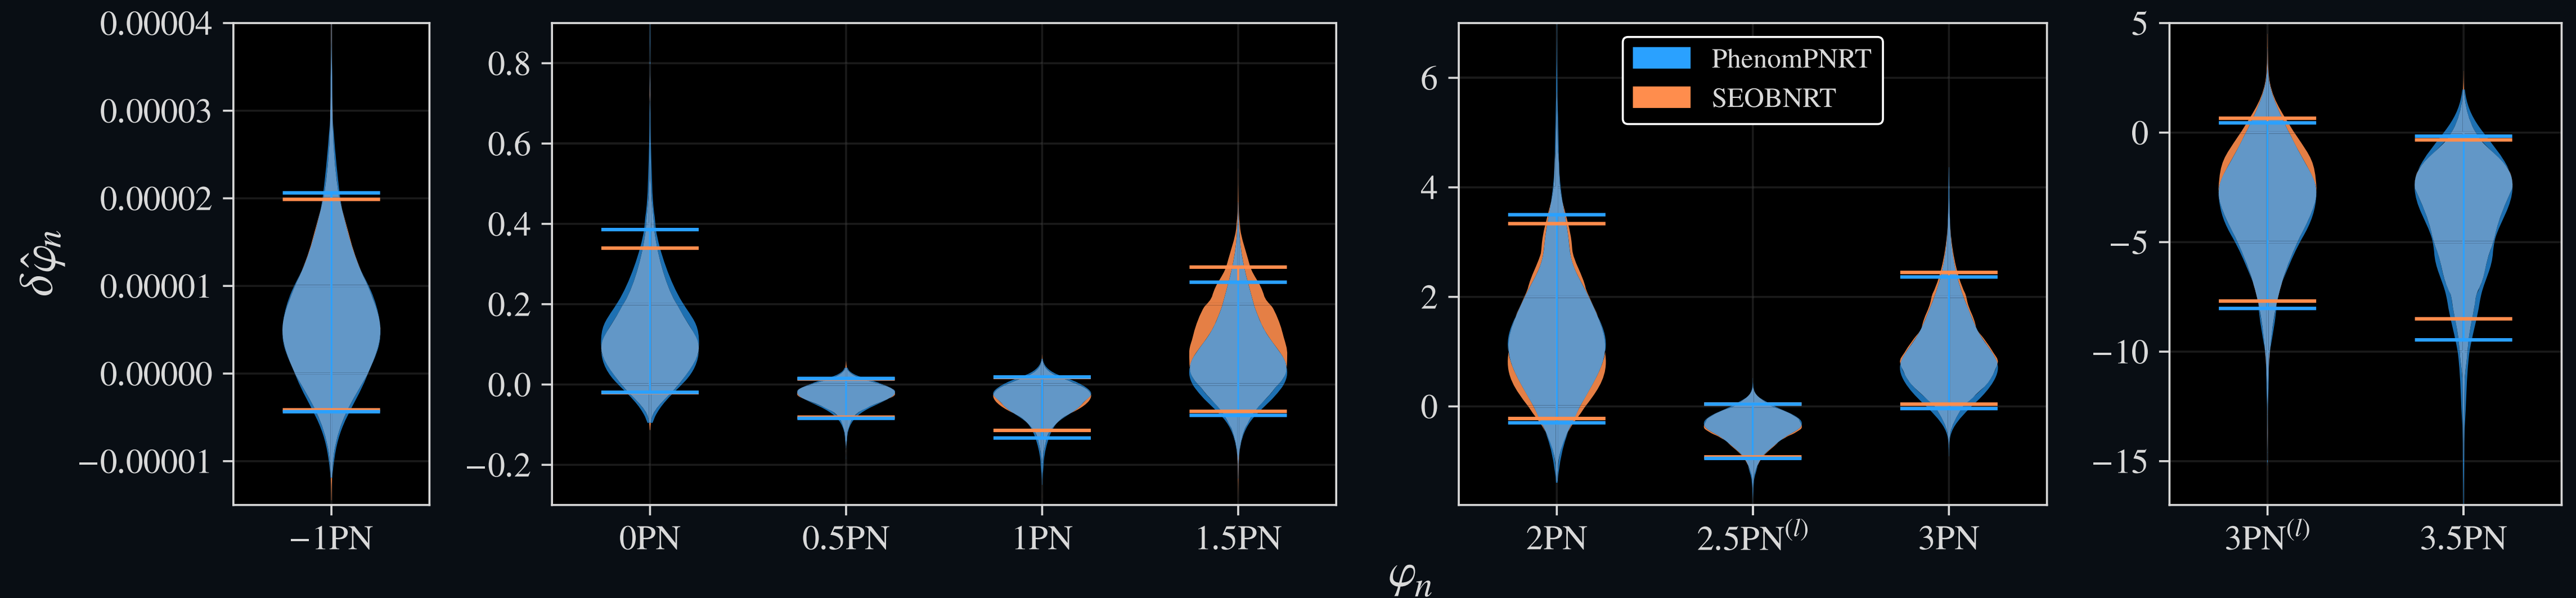 δφ̂ₙ
0.00004
0.00003
0.00002
0.00001
0.00000
−0.00001
−1PN
0.8
0.6
0.4
0.2
0.0
−0.2
0PN 0.5PN 1PN 1.5PN
6
4
2
0
PhenomPNRT
SEOBNRT
2PN 2.5PN⁽ˡ⁾ 3PN
5
0
−5
−10
−15
3PN⁽ˡ⁾ 3.5PN
φₙ